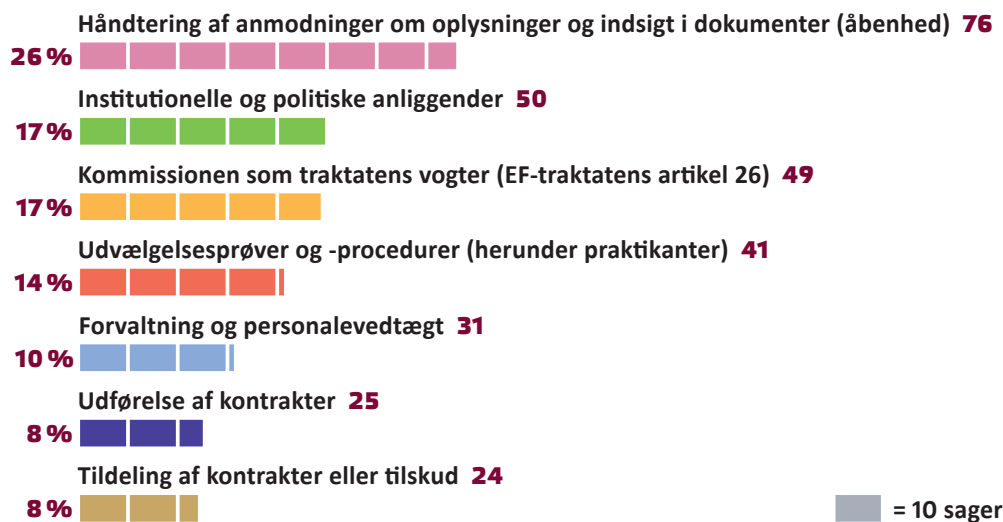 Håndtering af anmodninger om oplysninger og indsigt i dokumenter (åbenhed) 76
26 %
Institutionelle og politiske anliggender 50
17 %
Kommissionen som traktatens vogter (EF-traktatens artikel 26) 49
17 %
Udvælgelsesprøver og -procedurer (herunder praktikanter) 41
14 %
Forvaltning og personalevedtægt 31
10 %
Udførelse af kontrakter 25
8 %
Tildeling af kontrakter eller tilskud 24
8 %
= 10 sager